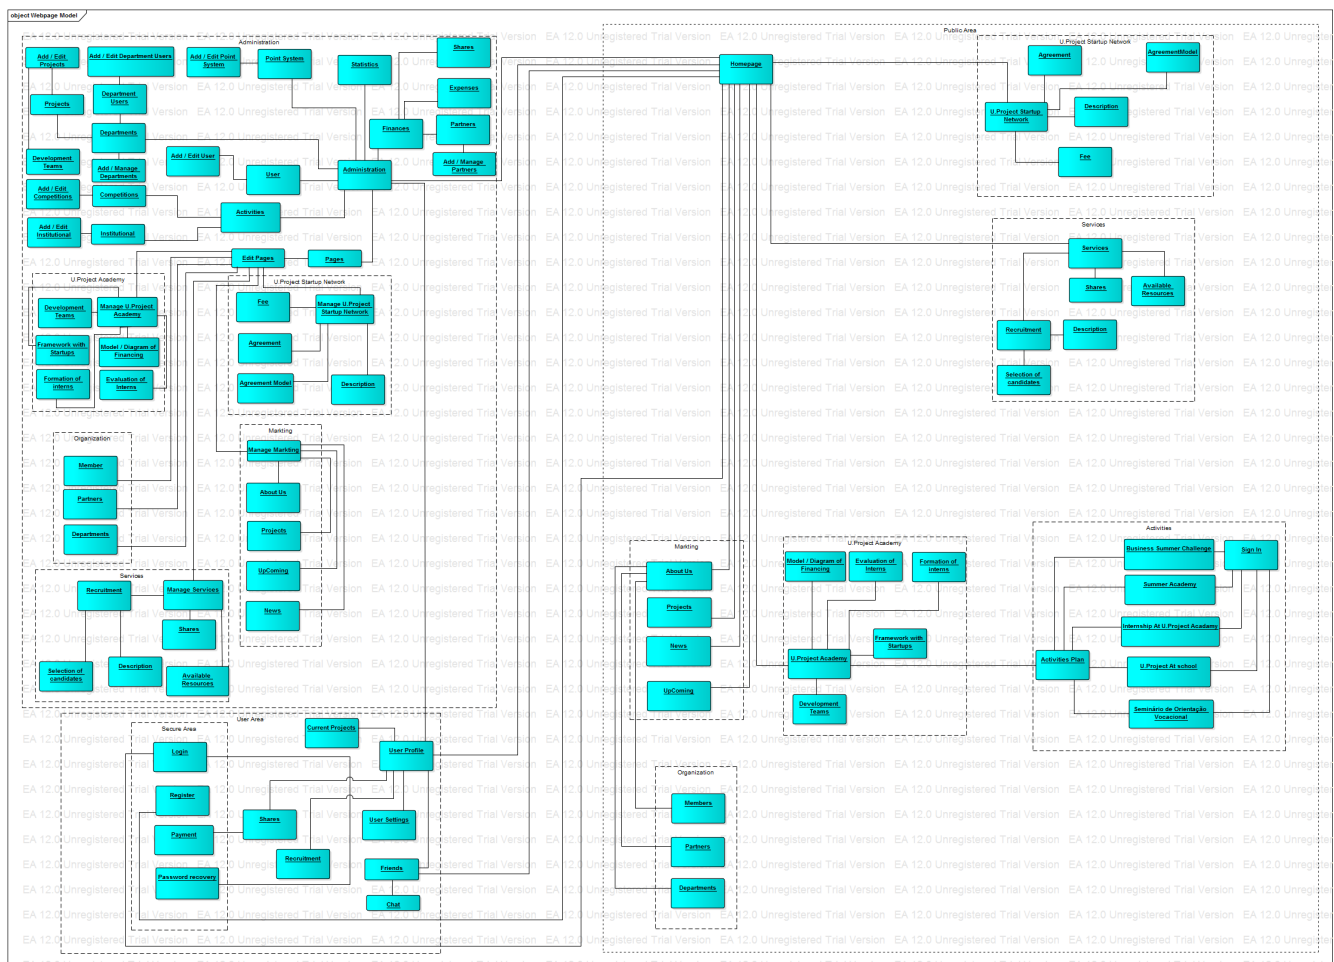 object Webpage Model
Administration
Add / Edit
Projects
Add / Edit Department Users
Add / Edit Point
System
Point System
Statistics
Shares
Expenses
Projects
Department
Users
Finances
Partners
Departments
Development
Teams
Add / Manage
Departments
Add / Edit User
User
Administration
Add / Manage
Partners
Add / Edit
Competitions
Competitions
Activities
Add / Edit
Institutional
Institutional
Edit Pages
Pages
U.Project Academy
Development
Teams
Manage U.Project
Academy
Framework with
Startups
Model / Diagram of
Financing
Formation of
interns
Evaluation of
Interns
U.Project Startup Network
Fee
Manage U.Project
Startup Network
Agreement
Agreement Model
Description
Organization
Member
Partners
Departments
Markting
Manage Markting
About Us
Projects
UpComing
News
Services
Recruitment
Manage Services
Shares
Selection of
candidates
Description
Available
Resources
User Area
Secure Area
Login
Register
Payment
Password recovery
Current Projects
User Profile
Shares
User Settings
Recruitment
Friends
Chat
Public Area
Homepage
U.Project Startup Network
Agreement
AgreementModel
U.Project Startup
Network
Description
Fee
Services
Services
Shares
Available
Resources
Recruitment
Description
Selection of
candidates
Markting
About Us
Projects
News
UpComing
U.Project Academy
Model / Diagram of
Financing
Evaluation of
Interns
Formation of
interns
Framework with
Startups
U.Project Academy
Development
Teams
Activities
Business Summer Challenge
Sign In
Summer Academy
Internship At U.Project Acadamy
Activities Plan
U.Project At school
Seminário de Orientação
Vocacional
Organization
Members
Partners
Departments
EA 12.0 Unregistered Trial Version